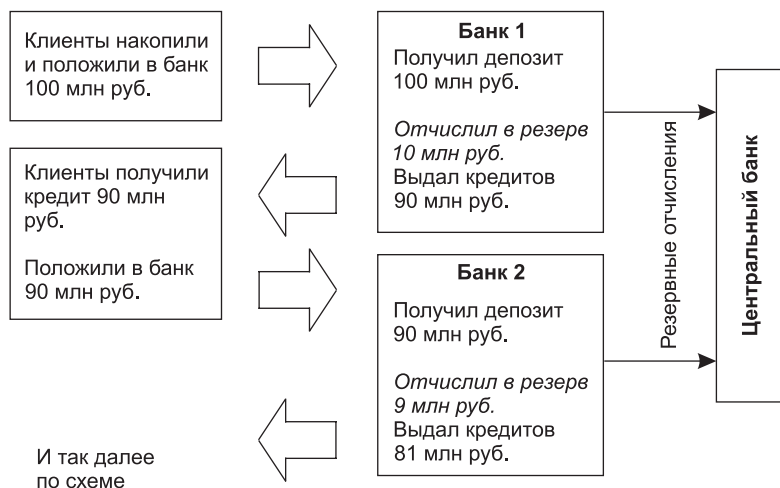 Клиенты накопили
и положили в банк
100 млн руб.
Банк 1
Получил депозит
100 млн руб.
Отчислил в резерв
10 млн руб.
Выдал кредитов
90 млн руб.
Клиенты получили
кредит 90 млн
руб.
Положили в банк
90 млн руб.
Банк 2
Получил депозит
90 млн руб.
Отчислил в резерв
9 млн руб.
Выдал кредитов
81 млн руб.
Резервные отчисления
Центральный банк
И так далее
по схеме